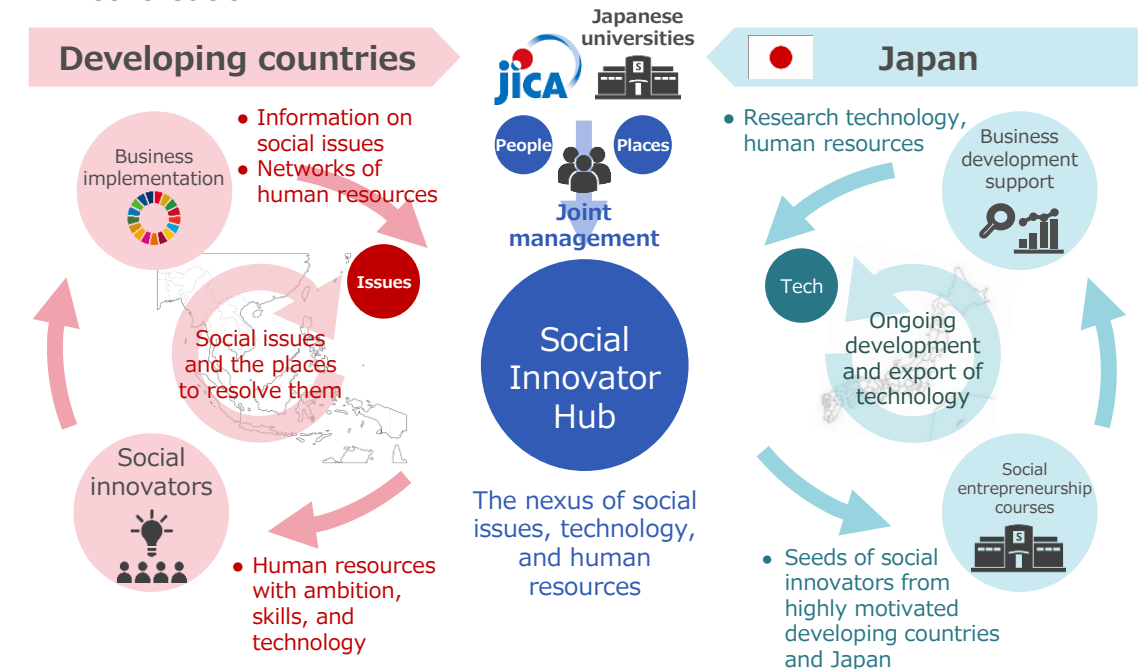 Japanese
universities
Developing countries
JICA
S
Japan
● Information on
social issues
● Networks of
human resources
Business
implementation
People
Places
Joint
management
● Research technology,
human resources
Business
development
support
Issues
Tech
Social issues
and the places
to resolve them
Social
Innovator
Hub
Ongoing
development
and export of
technology
Social
innovators
The nexus of social
issues, technology,
and human
resources
Social
entrepreneurship
courses
S
● Human resources
with ambition,
skills, and
technology
● Seeds of social
innovators from
highly motivated
developing countries
and Japan